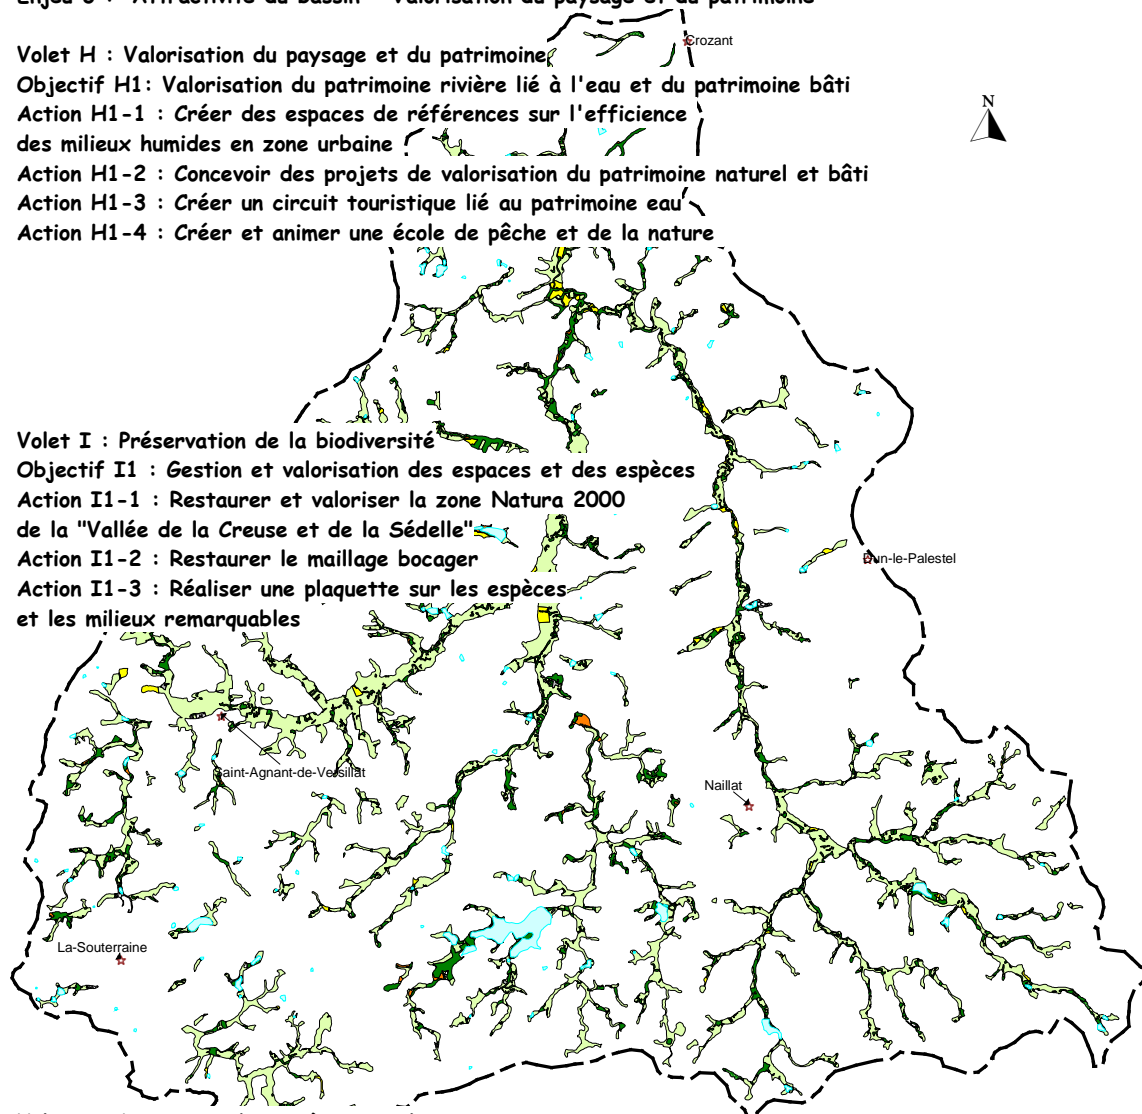 Volet H : Valorisation du paysage et du patrimoine
Crozant
Objectif H1: Valorisation du patrimoine rivière lié à l'eau et du patrimoine bâti
Action H1-1 : Créer des espaces de références sur l'efficience
des milieux humides en zone urbaine
N
Action H1-2 : Concevoir des projets de valorisation du patrimoine naturel et bâti
Action H1-3 : Créer un circuit touristique lié au patrimoine eau
Action H1-4 : Créer et animer une école de pêche et de la nature
Volet I : Préservation de la biodiversité
Objectif I1 : Gestion et valorisation des espaces et des espèces
Action I1-1 : Restaurer et valoriser la zone Natura 2000
de la "Vallée de la Creuse et de la Sédelle"
Action I1-2 : Restaurer le maillage bocager
Dun-le-Palestel
Action I1-3 : Réaliser une plaquette sur les espèces
et les milieux remarquables
Saint-Agnant-de-Versillat
Naillat
La-Souterraine